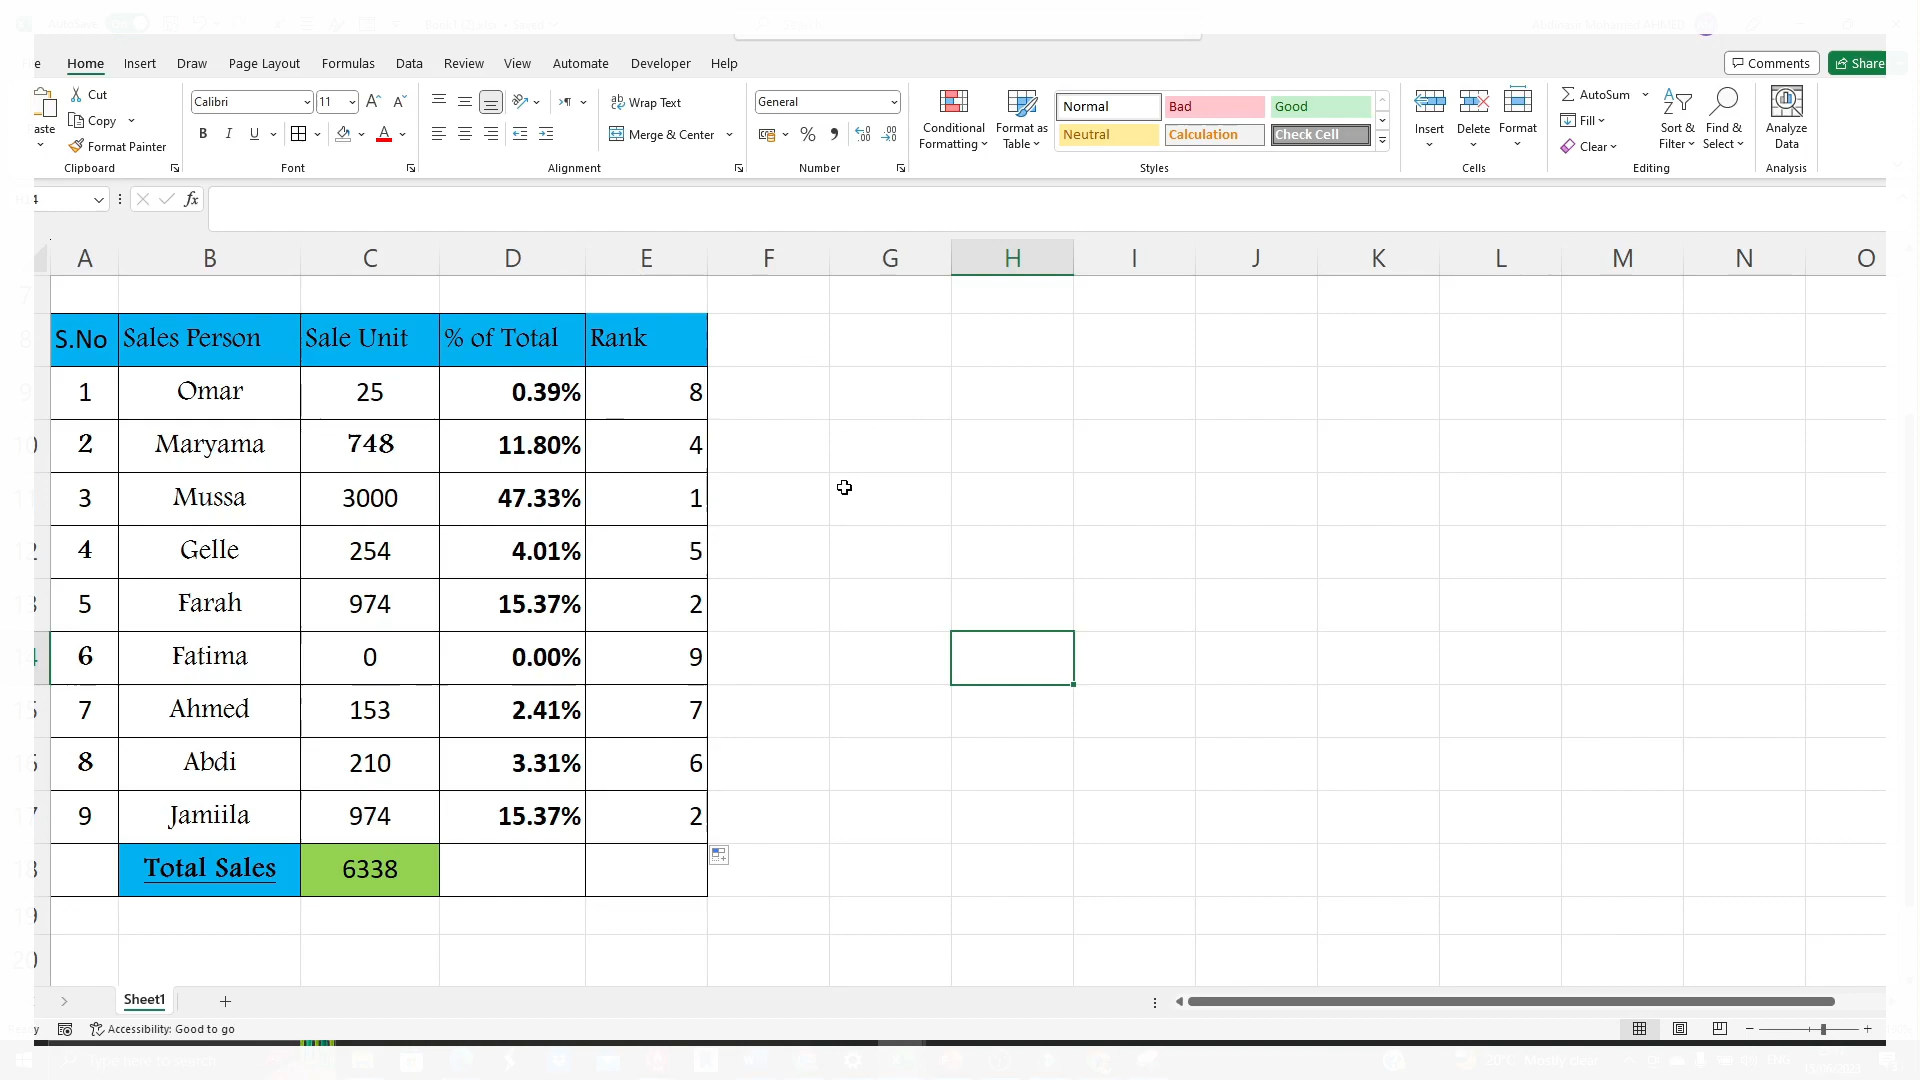 Home Insert Draw Page Layout Formulas Data Review View Automate Developer Help Comments Share
Cut
Copy
Format Painter
Clipboard
Calibri 11
B I U
Font
Wrap Text
Merge & Center
Alignment
General
Number
Conditional Formatting
Format as Table
Normal Bad Good
Neutral Calculation Check Cell
Styles
Insert Delete Format
Cells
AutoSum
Fill
Clear
Sort & Filter
Find & Select
Editing
Analyze Data
Analysis
fx
A B C D E F G H I J K L M N O
S.No Sales Person Sale Unit % of Total Rank
1 Omar 25 0.39% 8
2 Maryama 748 11.80% 4
3 Mussa 3000 47.33% 1
4 Gelle 254 4.01% 5
5 Farah 974 15.37% 2
6 Fatima 0 0.00% 9
7 Ahmed 153 2.41% 7
8 Abdi 210 3.31% 6
9 Jamiila 974 15.37% 2
Total Sales 6338
Sheet1
Accessibility: Good to go